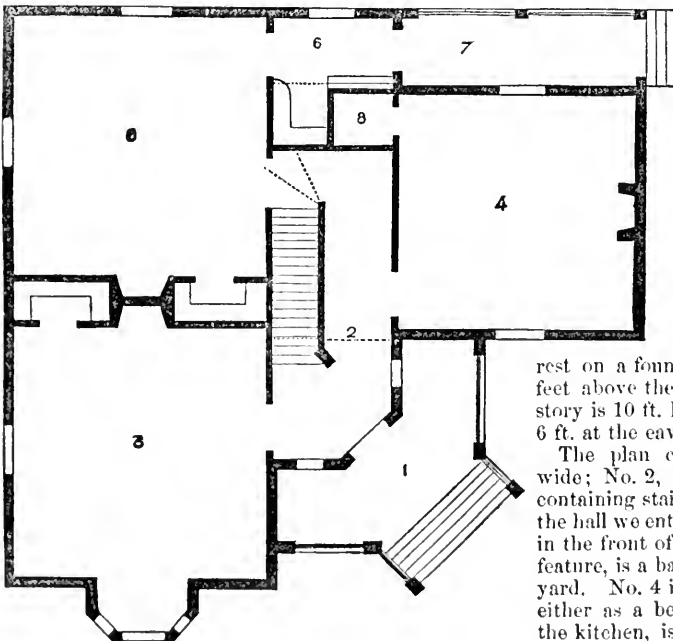 6
7
8
4
2
3
1
rest on a foun
feet above the
story is 10 ft.
6 ft. at the eav
The plan c
wide; No. 2,
containing stai
the hall we ent
in the front of
feature, is a ba
yard. No. 4 i
either as a be
the kitchen, is